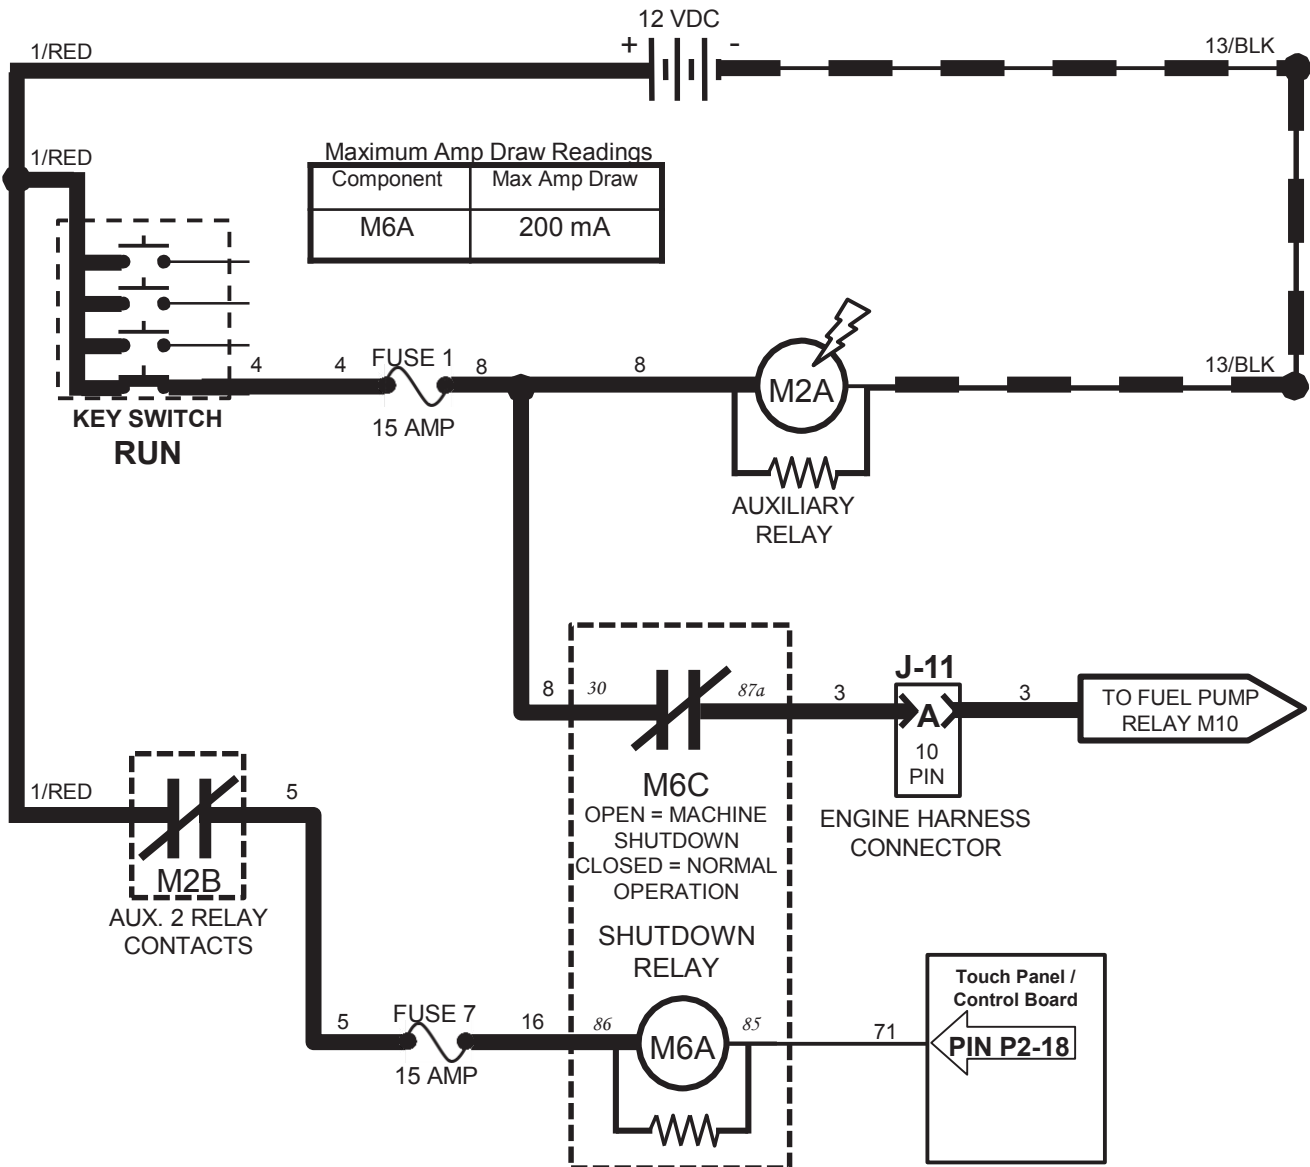 12 VDC
+ -
1/RED
13/BLK
1/RED
Maximum Amp Draw Readings
Component Max Amp Draw
M6A 200 mA
4 4 FUSE 1 8 8
15 AMP
M2A
13/BLK
KEY SWITCH
RUN
AUXILIARY
RELAY
8 30 87a 3
J-11
A
10
PIN
3
TO FUEL PUMP
RELAY M10
M6C
OPEN = MACHINE
SHUTDOWN
CLOSED = NORMAL
OPERATION
ENGINE HARNESS
CONNECTOR
1/RED
5
M2B
AUX. 2 RELAY
CONTACTS
SHUTDOWN
RELAY
5 FUSE 7 16 86 85 71
15 AMP
M6A
Touch Panel /
Control Board
PIN P2-18